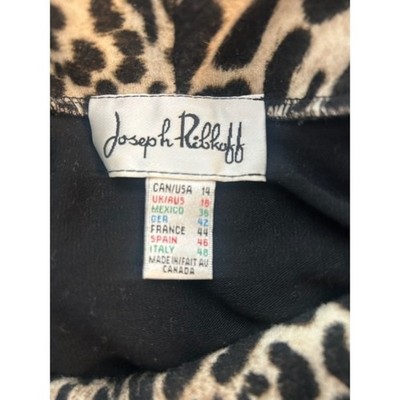 Joseph Ribkoff
CAN/USA 14
UK/AUS 16
MEXICO 36
GER 42
FRANCE 44
SPAIN 46
ITALY 48
MADE IN/FAIT AU
CANADA